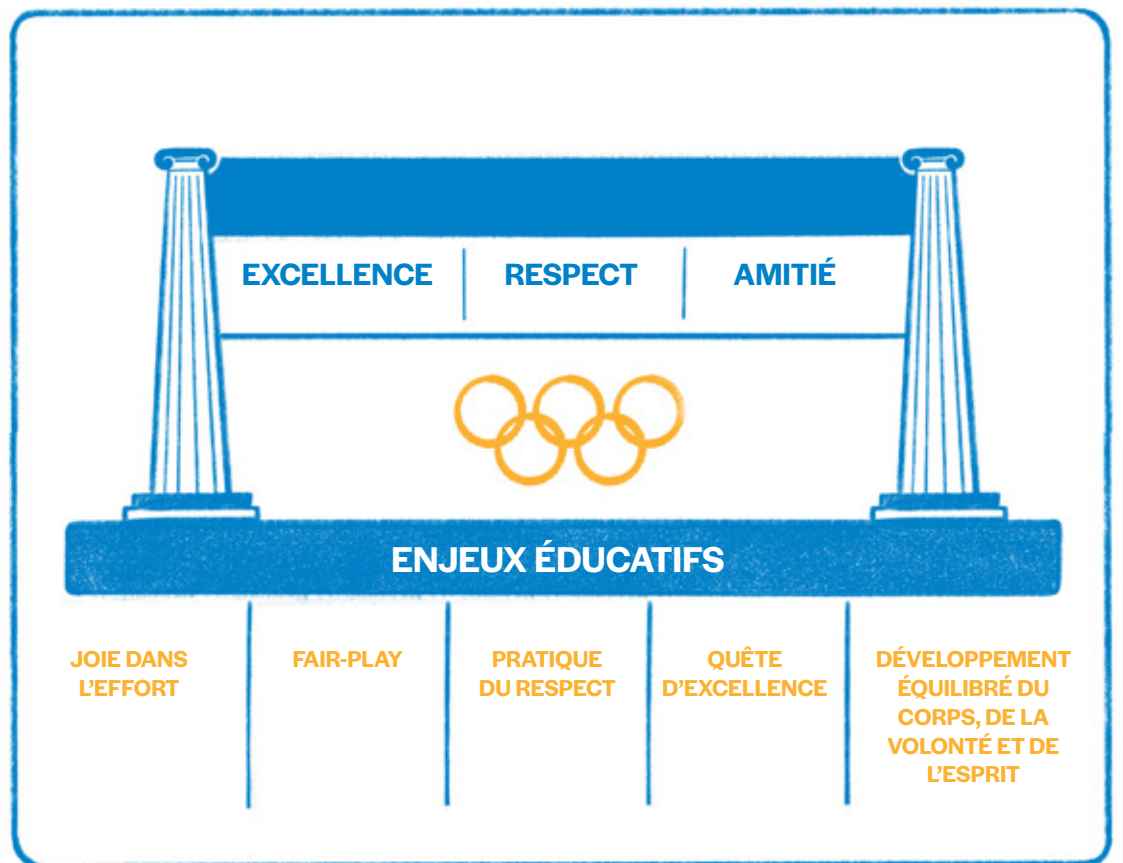 EXCELLENCE
RESPECT
AMITIÉ
ENJEUX ÉDUCATIFS
JOIE DANS
L’EFFORT
FAIR-PLAY
PRATIQUE
DU RESPECT
QUÊTE
D’EXCELLENCE
DÉVELOPPEMENT
ÉQUILIBRÉ DU
CORPS, DE LA
VOLONTÉ ET DE
L’ESPRIT